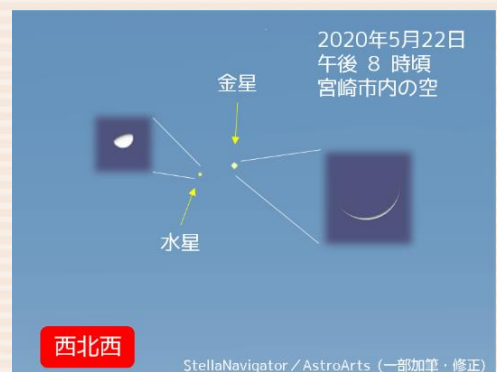 2020年5月22日
午後 8 時頃
宮崎市内の空
金星
水星
西北西
StellaNavigator／AstroArts (一部加筆・修正)